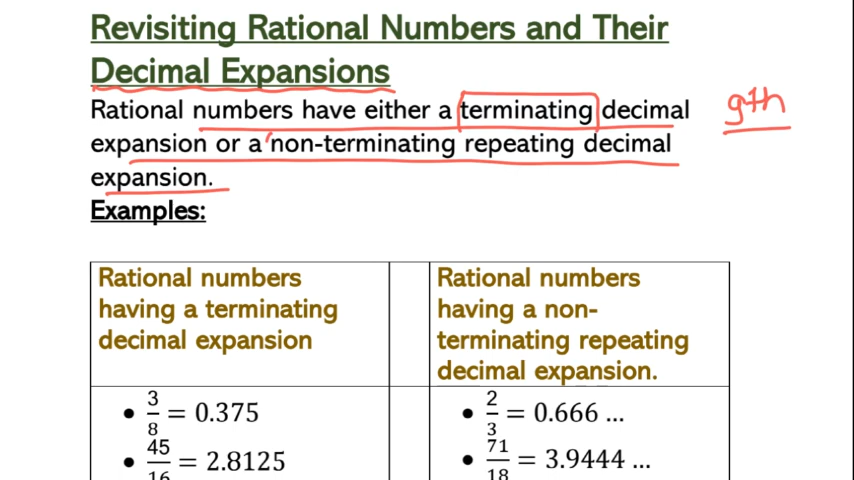 Revisiting Rational Numbers and Their
Decimal Expansions
Rational numbers have either a terminating decimal
9th
expansion or a non-terminating repeating decimal
expansion.
Examples:
Rational numbers
having a terminating
decimal expansion
Rational numbers
having a non-
terminating repeating
decimal expansion.
• 3/8 = 0.375
• 45/16 = 2.8125
• 2/3 = 0.666 ...
• 71/18 = 3.9444 ...